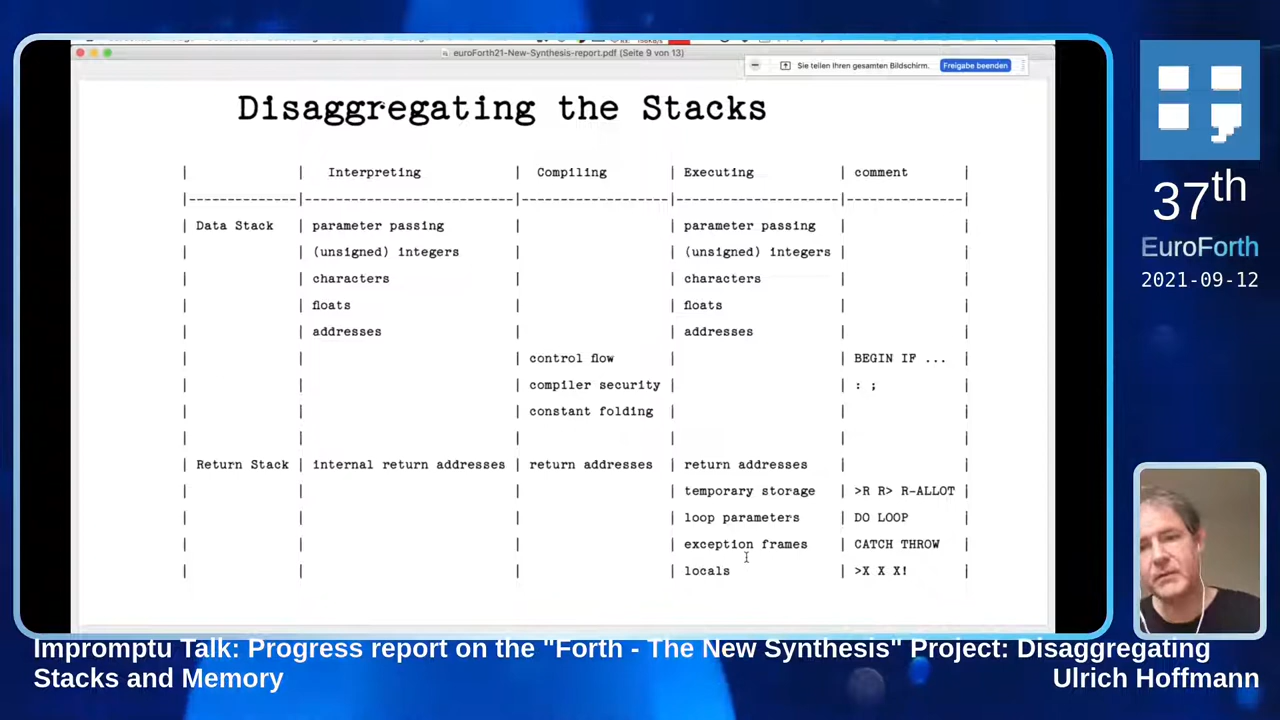 euroForth21-New-Synthesis-report.pdf (Seite 9 von 13)
Sie teilen Ihren gesamten Bildschirm. Freigabe beenden
Disaggregating the Stacks
| | Interpreting | Compiling | Executing | comment |
|-------------|------------------------|-----------------|-------------------|--------------|
| Data Stack | parameter passing | | parameter passing | |
| | (unsigned) integers | | (unsigned) integers | |
| | characters | | characters | |
| | floats | | floats | |
| | addresses | | addresses | |
| | | control flow | | BEGIN IF ... |
| | | compiler security | | : ; |
| | | constant folding | | |
| | | | | |
| Return Stack | internal return addresses | return addresses | return addresses | |
| | | | temporary storage | >R R> R-ALLOT |
| | | | loop parameters | DO LOOP |
| | | | exception frames | CATCH THROW |
| | | | locals | >X X X! |
37th
EuroForth
2021-09-12
Impromptu Talk: Progress report on the "Forth - The New Synthesis" Project: Disaggregating
Stacks and Memory Ulrich Hoffmann